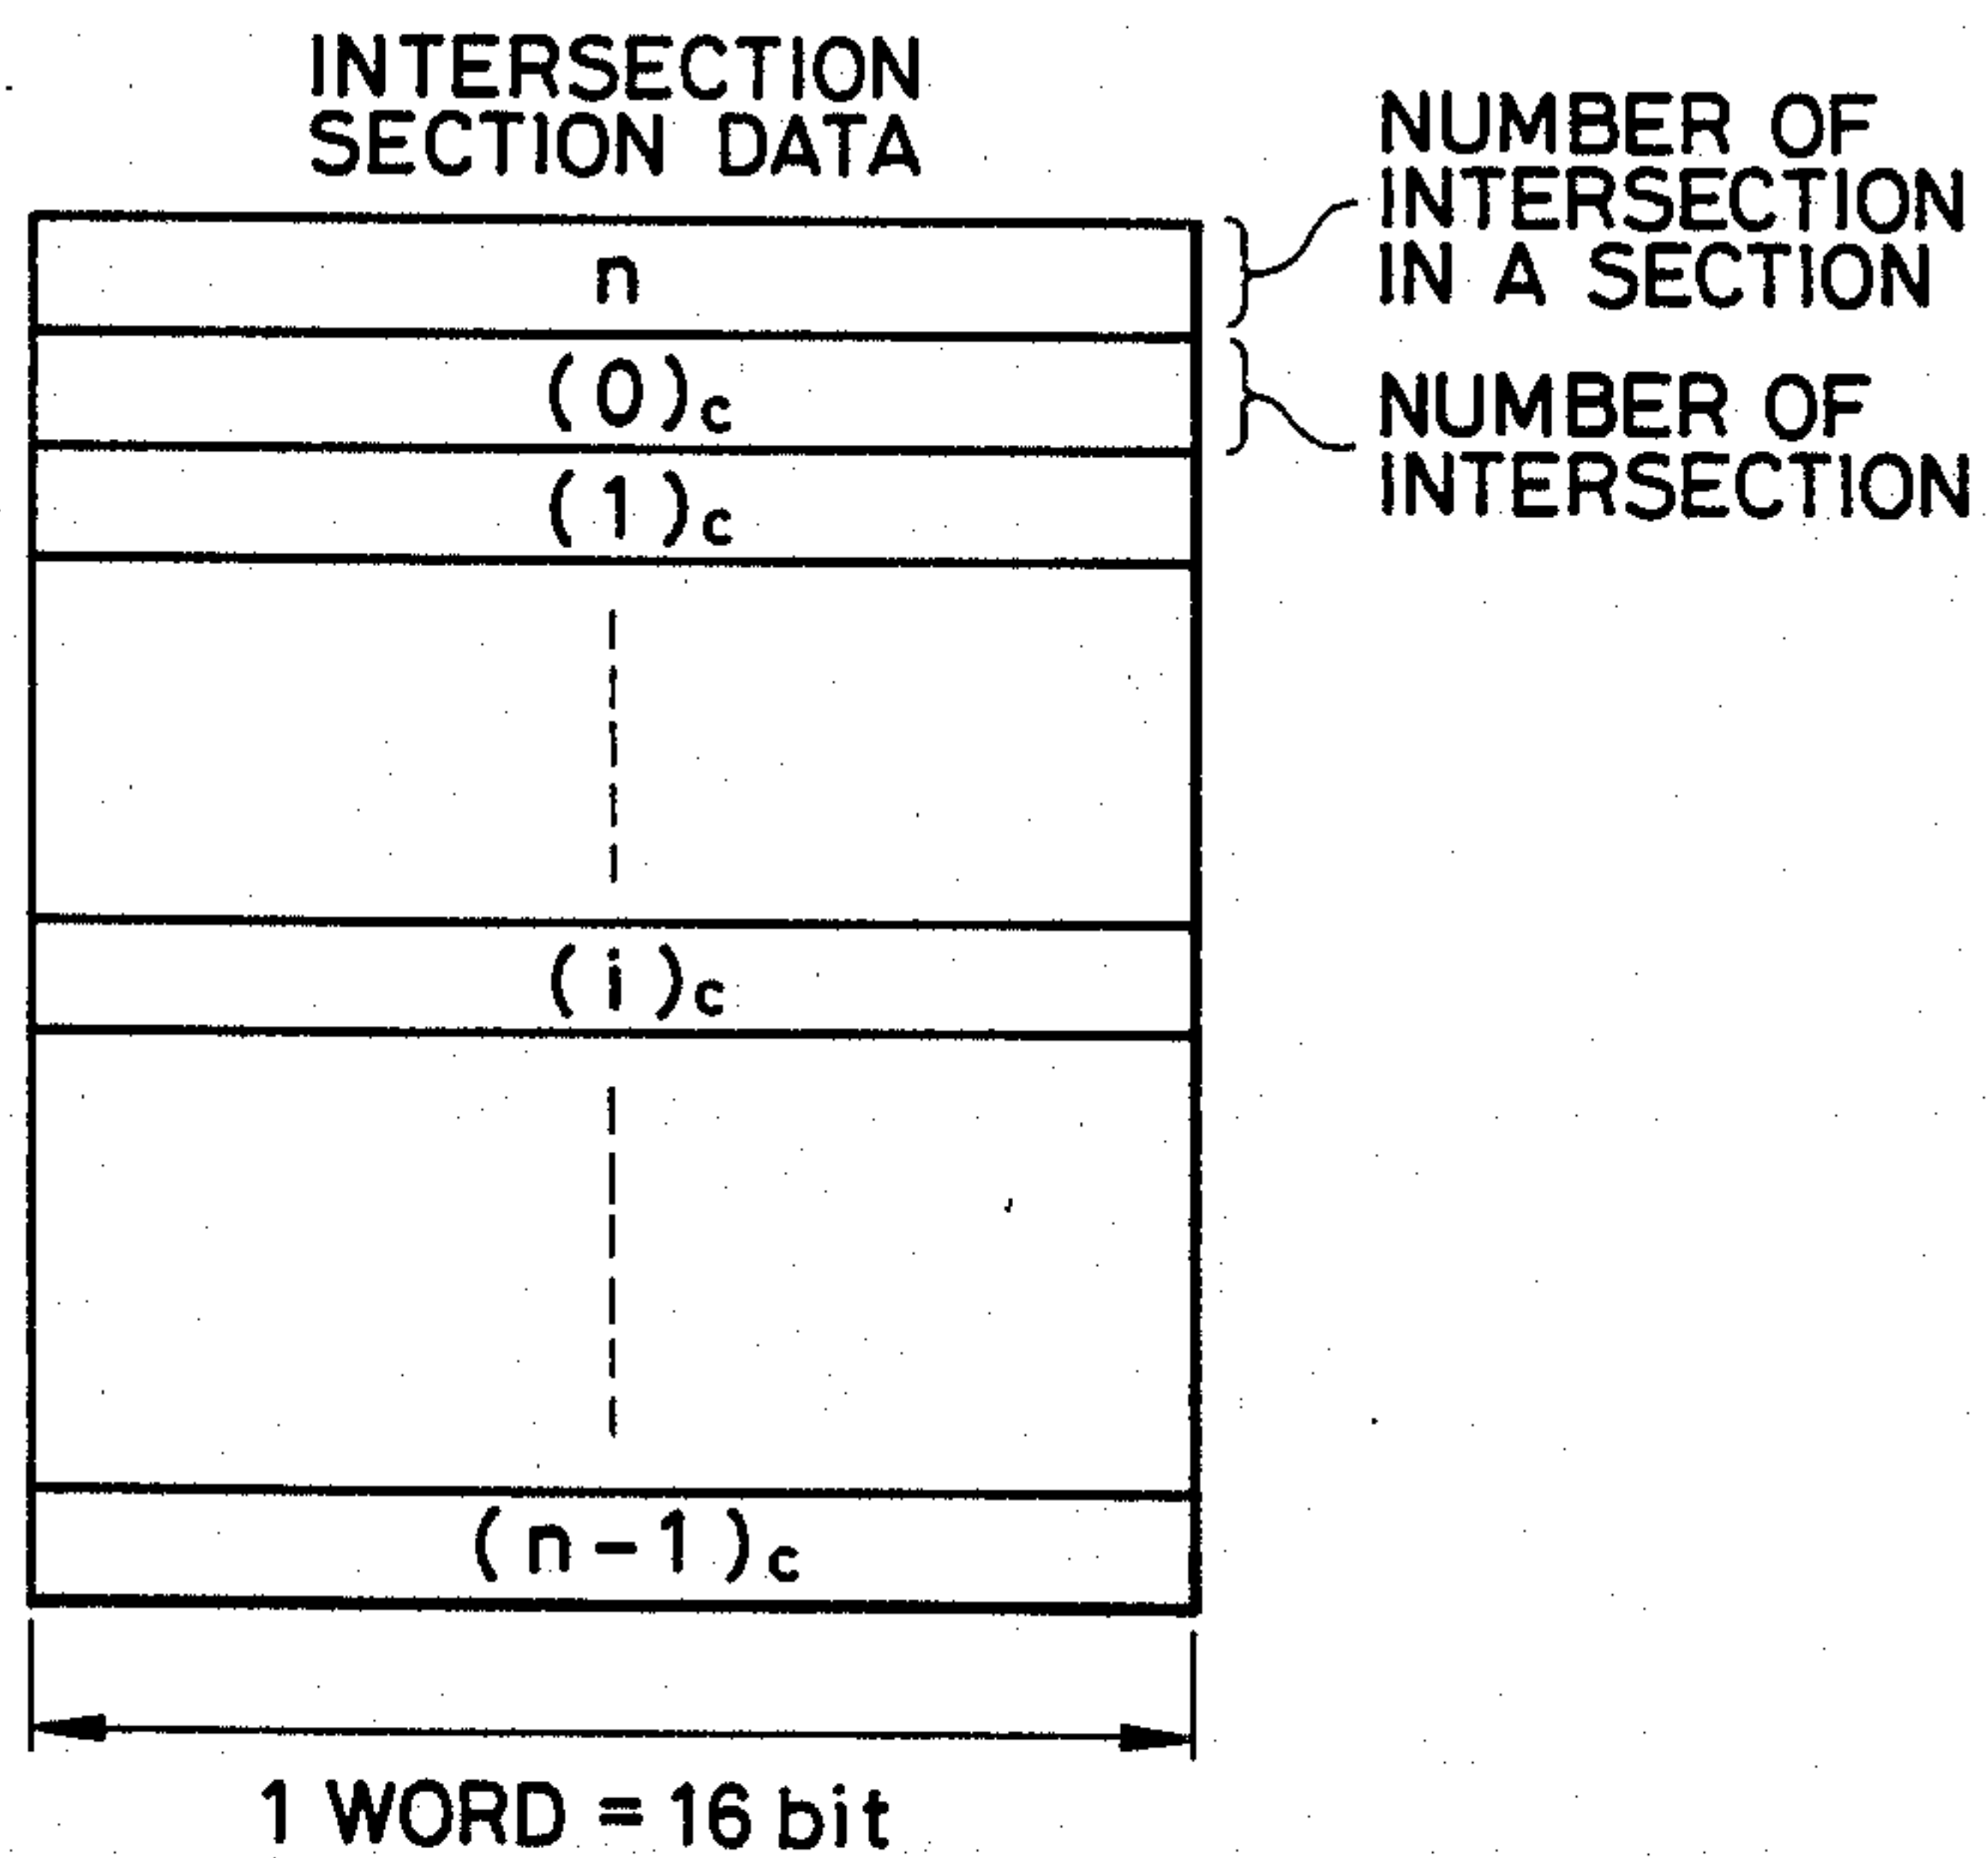 INTERSECTION
SECTION DATA
NUMBER OF
INTERSECTION
IN A SECTION
n
(0)c
NUMBER OF
INTERSECTION
(1)c
(i)c
(n-1)c
1 WORD = 16 bit